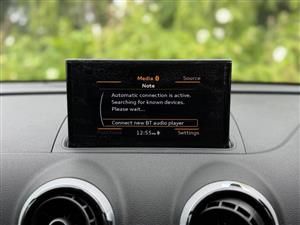 Media
Source
Note
Automatic connection is active.
Searching for known devices.
Please wait...
Connect new BT audio player
12:55
Settings